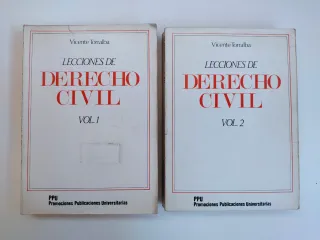 Vicente Torralba
LECCIONES DE
DERECHO
CIVIL
VOL. 1
PPU
Promociones Publicaciones Universitarias
Vicente Torralba
LECCIONES DE
DERECHO
CIVIL
VOL. 2
PPU
Promociones Publicaciones Universitarias